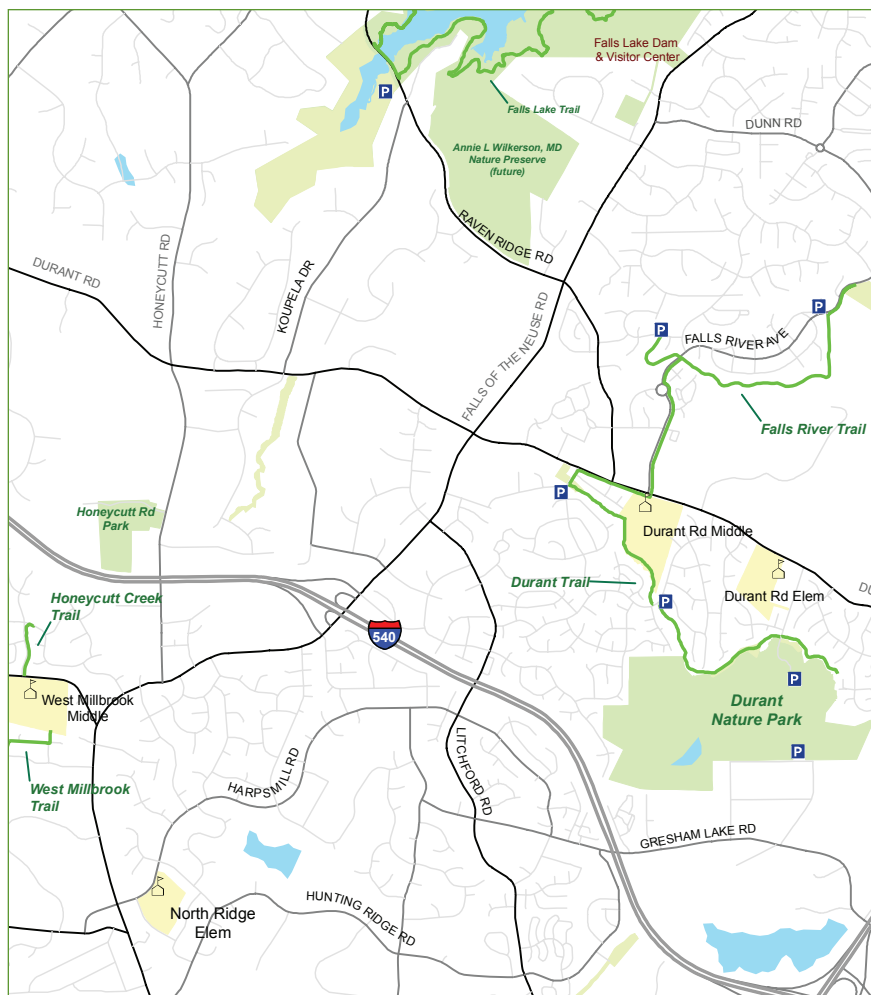 Falls Lake Dam
& Visitor Center
P
Falls Lake Trail
DUNN RD
Annie L Wilkerson, MD
Nature Preserve
(future)
RAVEN RIDGE RD
HONEYCUTT RD
DURANT RD
KOUPELA DR
FALLS OF THE NEUSE RD
P
P
FALLS RIVER AVE
Falls River Trail
P
Honeycutt Rd
Park
Durant Rd Middle
Durant Trail
Durant Rd Elem
DU
P
Honeycutt Creek
Trail
540
West Millbrook
Middle
P
Durant
Nature Park
P
West Millbrook
Trail
HARPSMILL RD
LITCHFORD RD
GRESHAM LAKE RD
HUNTING RIDGE RD
North Ridge
Elem